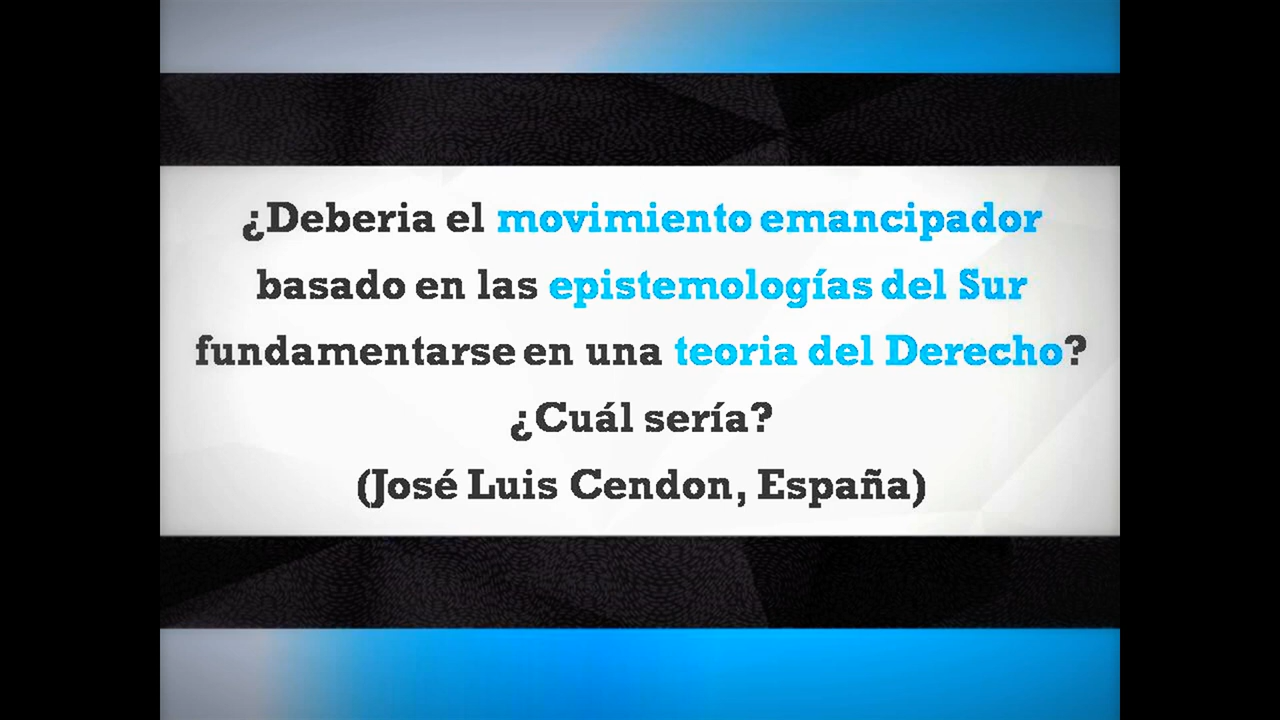 ¿Deberia el movimiento emancipador
basado en las epistemologías del Sur
fundamentarse en una teoria del Derecho?
¿Cuál sería?
(José Luis Cendon, España)